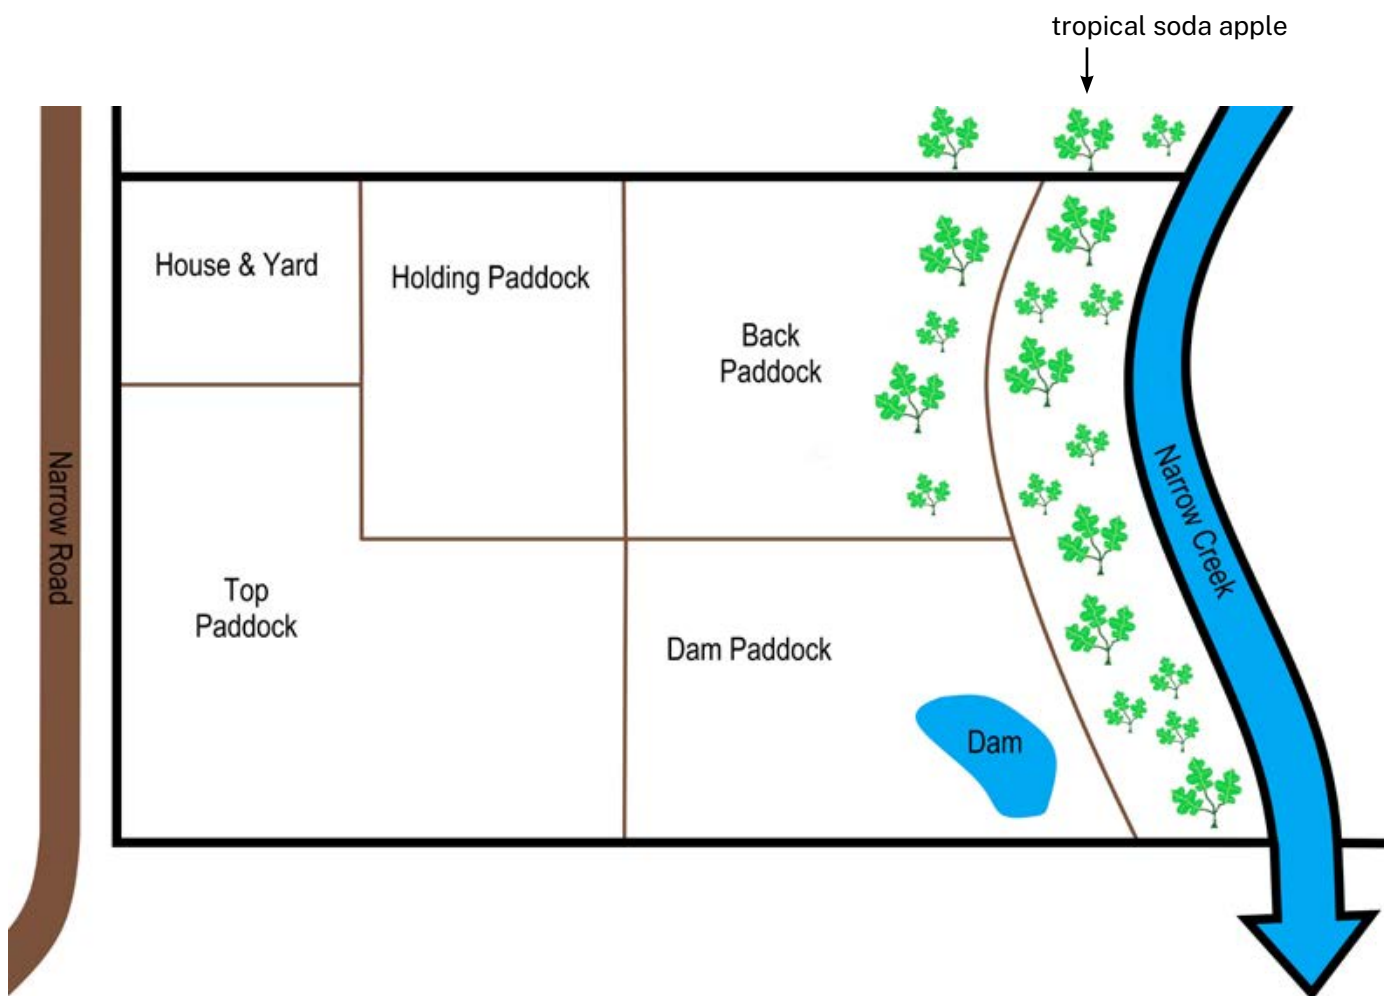 tropical soda apple
House & Yard
Holding Paddock
Back
Paddock
Narrow Road
Narrow Creek
Top
Paddock
Dam Paddock
Dam